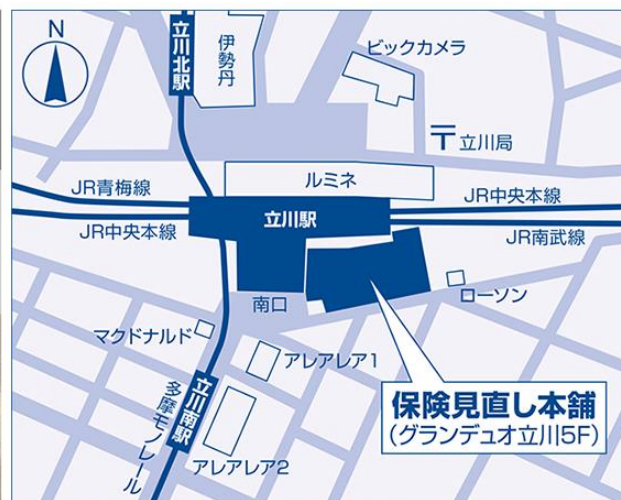 N
立川北駅
伊勢丹
ビックカメラ
〒立川局
ルミネ
JR青梅線
JR中央本線
立川駅
JR中央本線
JR南武線
南口
ローソン
マクドナルド
アレアレア1
立川南駅
多摩モノレール
アレアレア2
保険見直し本舗
(グランデュオ立川5F)